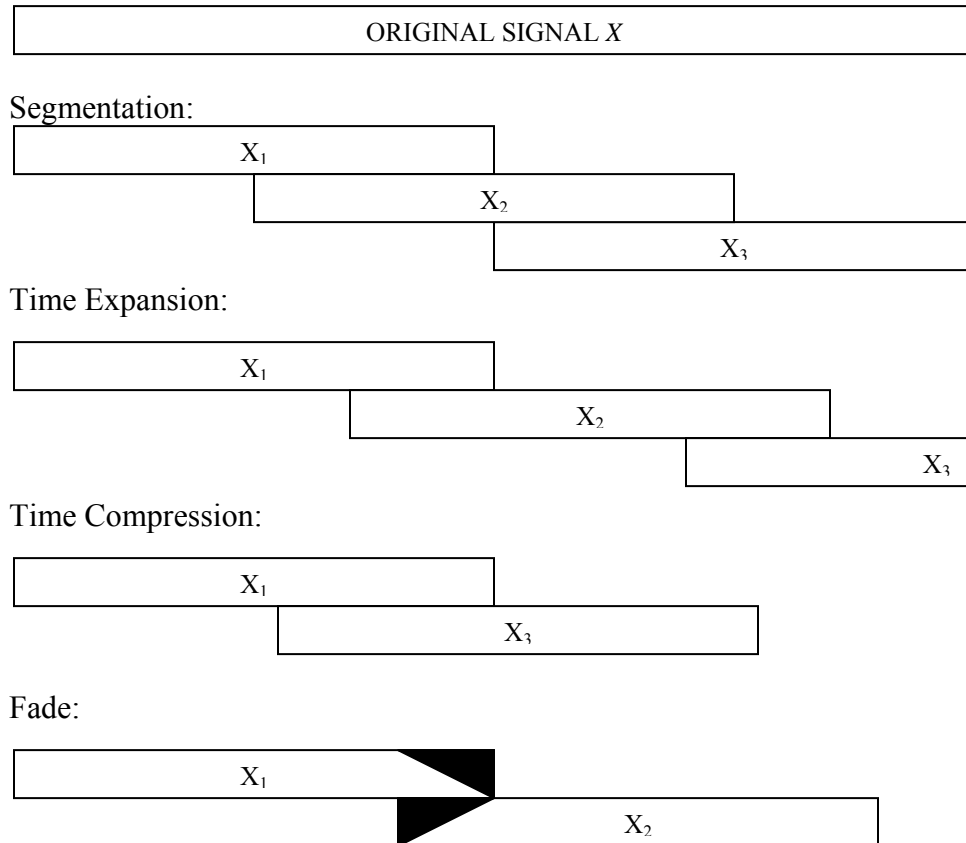 ORIGINAL SIGNAL X
Segmentation:
X₁
X₂
X₃
Time Expansion:
X₁
X₂
X₃
Time Compression:
X₁
X₃
Fade:
X₁
X₂